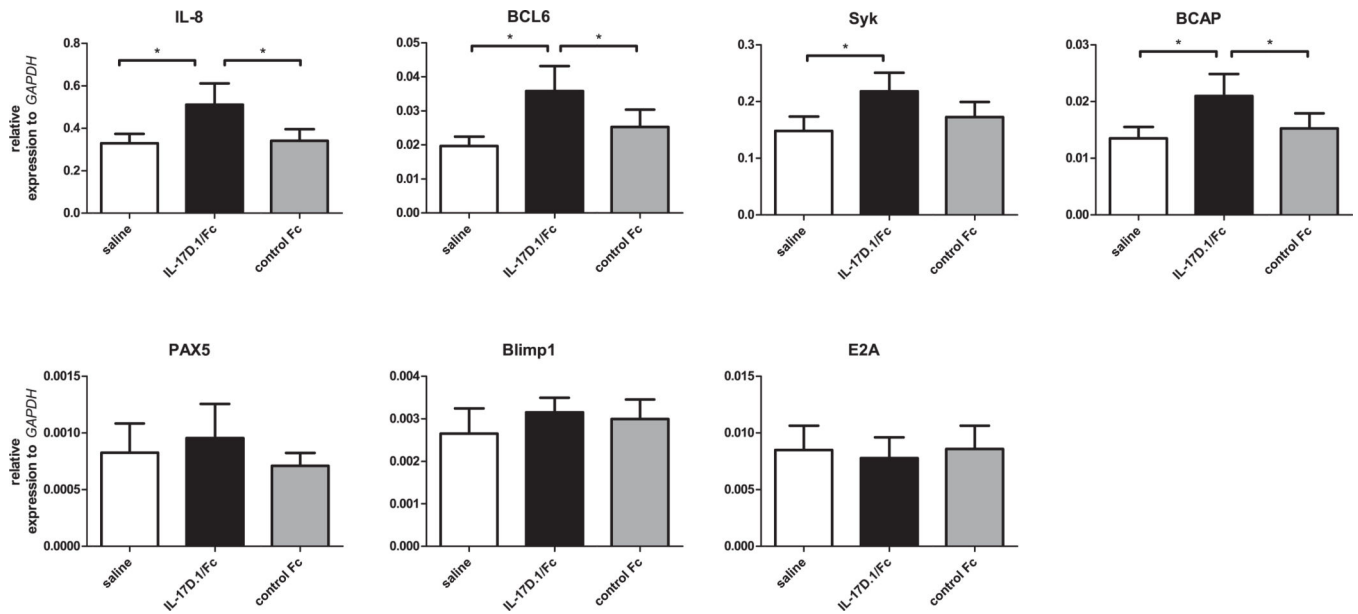 IL-8
BCL6
Syk
BCAP
*
*
*
*
*
*
*
relative
expression to GAPDH
0.8
0.6
0.4
0.2
0.0
0.05
0.04
0.03
0.02
0.01
0.00
0.3
0.2
0.1
0.0
0.03
0.02
0.01
0.00
saline
IL-17D.1/Fc
control Fc
saline
IL-17D.1/Fc
control Fc
saline
IL-17D.1/Fc
control Fc
saline
IL-17D.1/Fc
control Fc
PAX5
Blimp1
E2A
relative
expression to GAPDH
0.0015
0.0010
0.0005
0.0000
0.004
0.003
0.002
0.001
0.000
0.015
0.010
0.005
0.000
saline
IL-17D.1/Fc
control Fc
saline
IL-17D.1/Fc
control Fc
saline
IL-17D.1/Fc
control Fc